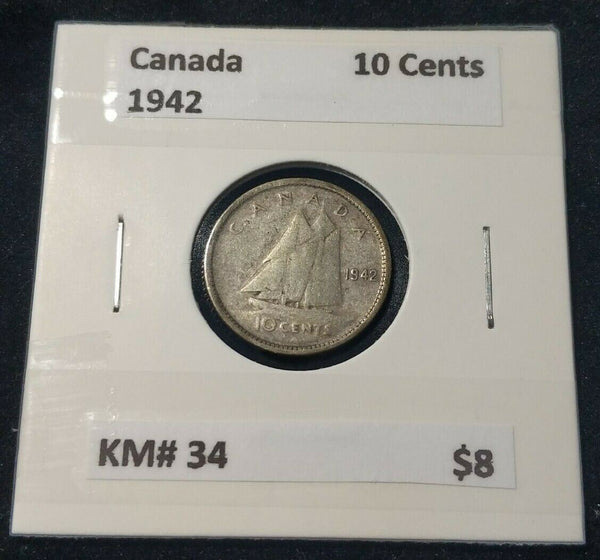 Canada 10 Cents
1942
CANADA
1942
10 CENTS
KM# 34 $8